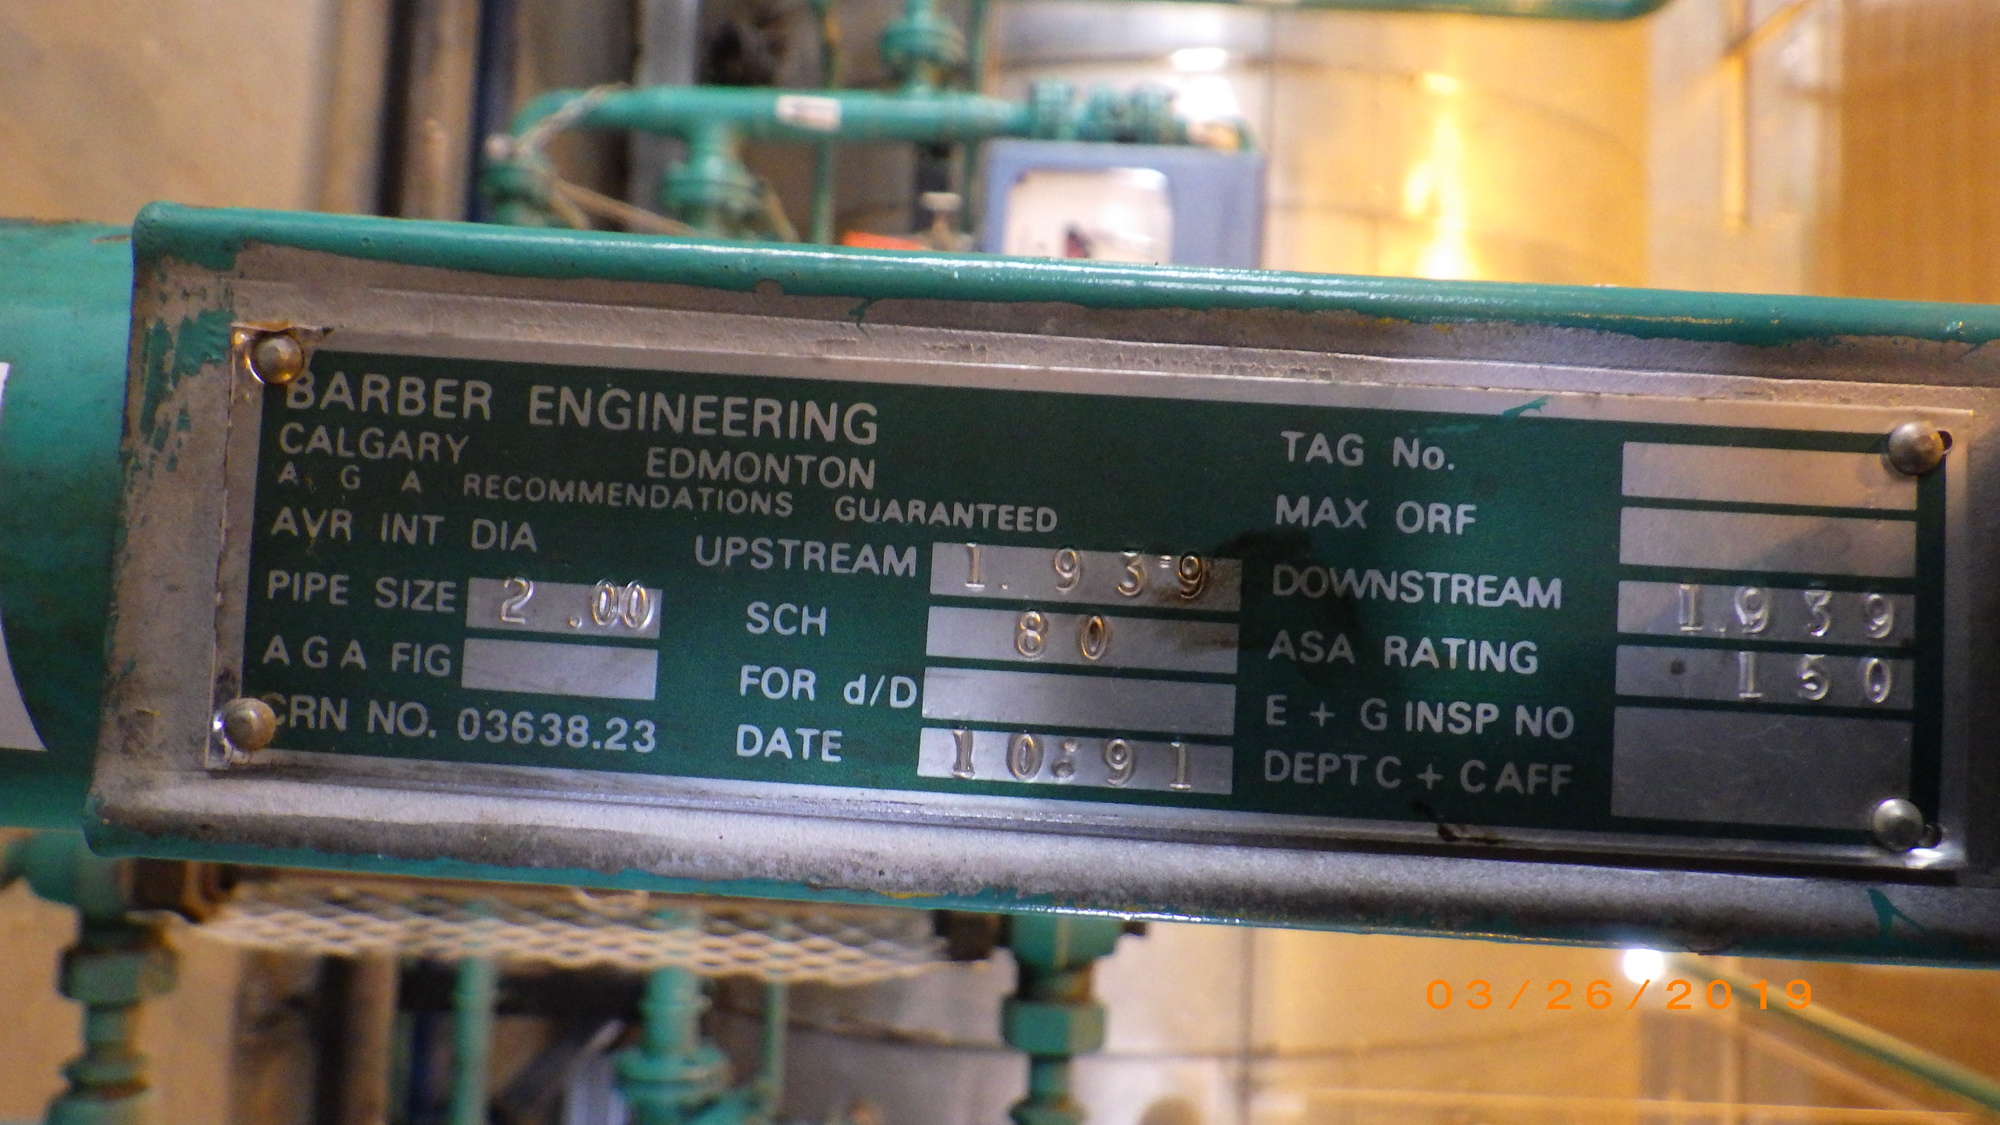 BARBER ENGINEERING
CALGARY EDMONTON
A G A RECOMMENDATIONS GUARANTEED
AVR INT DIA
PIPE SIZE 2.00
AGA FIG
CRN NO. 03638.23
UPSTREAM 1.939
SCH 80
FOR d/D
DATE 10:91
TAG No.
MAX ORF
DOWNSTREAM 1.939
ASA RATING 150
E + G INSP NO
DEPT C + C AFF
03/26/2019